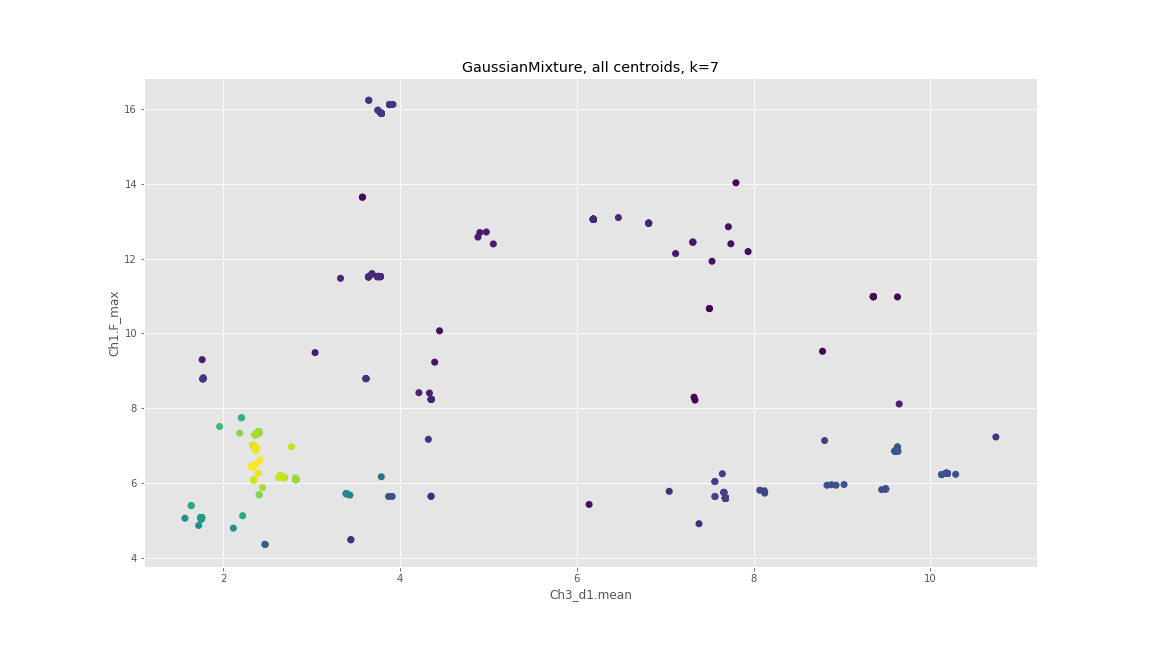 GaussianMixture, all centroids, k=7
16
14
12
10
8
6
4
Ch1.F_max
2 4 6 8 10
Ch3_d1.mean